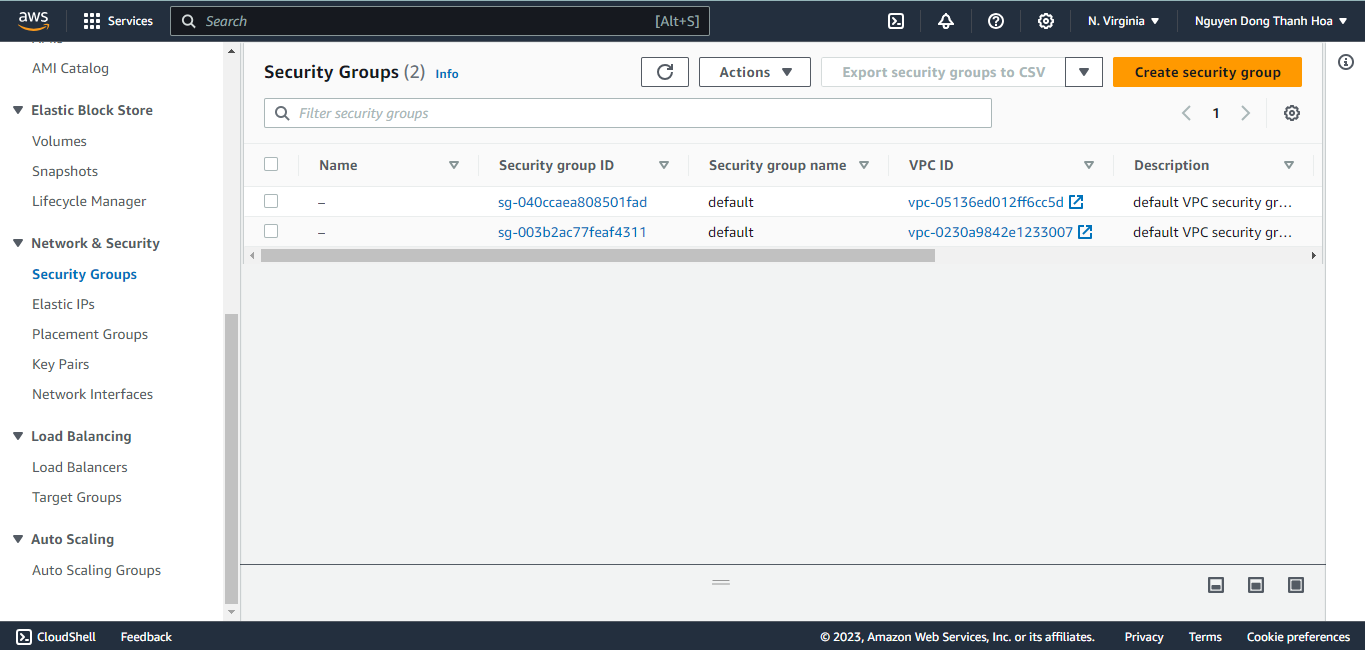 aws Services Search [Alt+S] N. Virginia Nguyen Dong Thanh Hoa
AMI Catalog
Elastic Block Store
Volumes
Snapshots
Lifecycle Manager
Network & Security
Security Groups
Elastic IPs
Placement Groups
Key Pairs
Network Interfaces
Load Balancing
Load Balancers
Target Groups
Auto Scaling
Auto Scaling Groups
Security Groups (2) Info Actions Export security groups to CSV Create security group
Filter security groups 1
Name Security group ID Security group name VPC ID Description
– sg-040ccaea808501fad default vpc-05136ed012ff6cc5d default VPC security gr...
– sg-003b2ac77feaf4311 default vpc-0230a9842e1233007 default VPC security gr...
CloudShell Feedback © 2023, Amazon Web Services, Inc. or its affiliates. Privacy Terms Cookie preferences